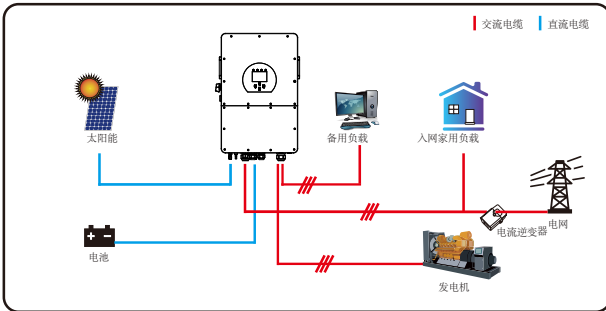 交流电缆
直流电缆
太阳能
备用负载
入网家用负载
电网
电流逆变器
电池
发电机